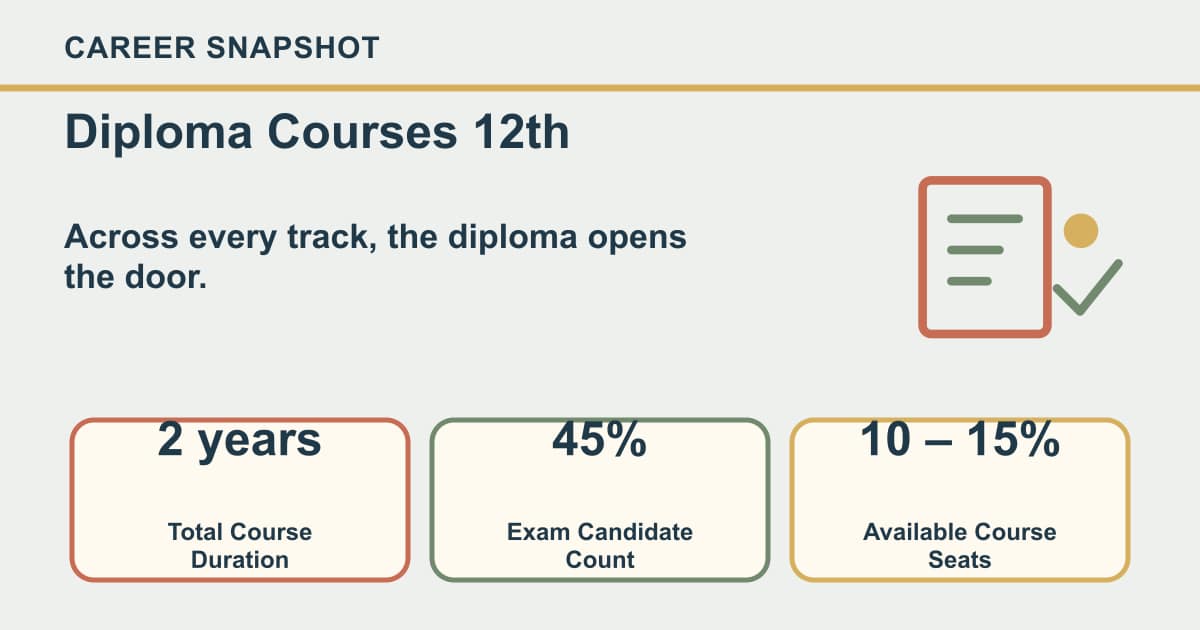 CAREER SNAPSHOT
Diploma Courses 12th
Across every track, the diploma opens
the door.
2 years
Total Course
Duration
45%
Exam Candidate
Count
10 – 15%
Available Course
Seats